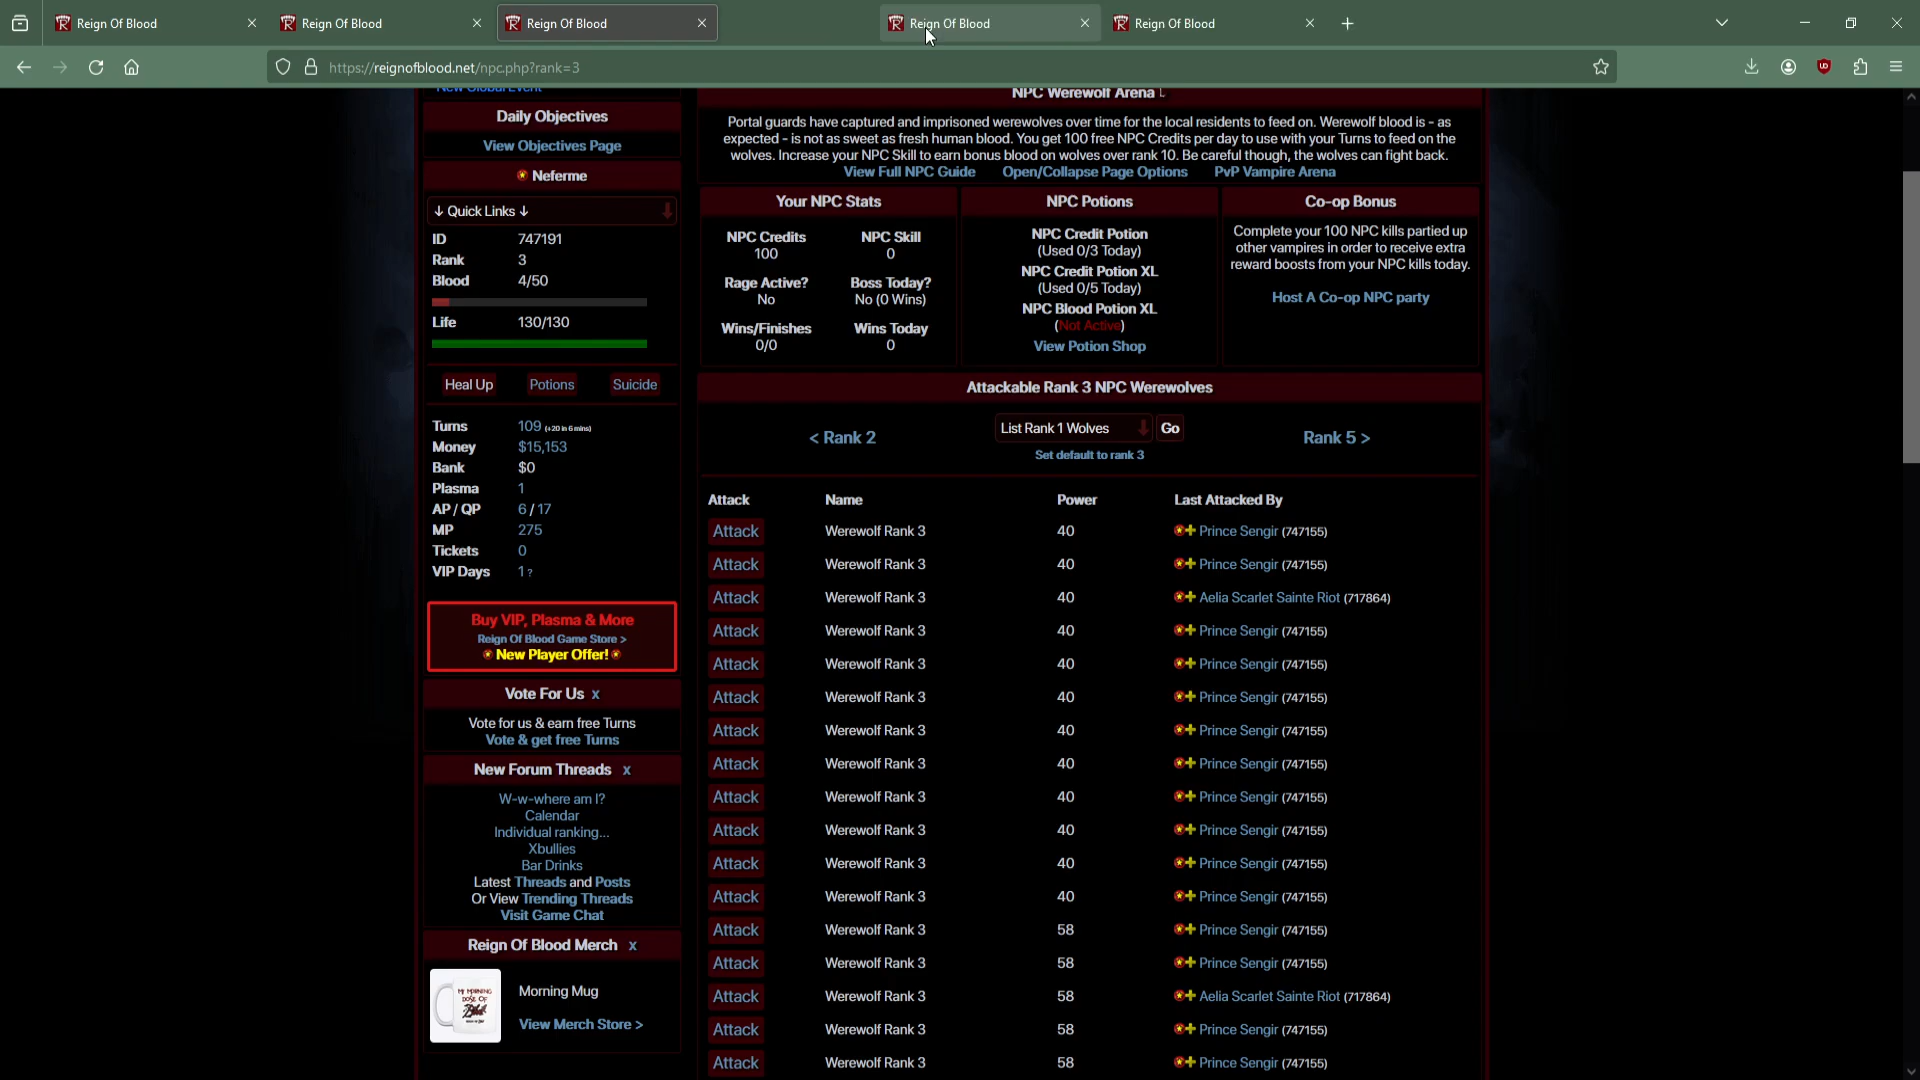 Reign Of Blood
Reign Of Blood
Reign Of Blood
Reign Of Blood
Reign Of Blood
https://reignofblood.net/npc.php?rank=3
New Global Event
Daily Objectives
View Objectives Page
Neferme
↓ Quick Links ↓
ID 747191
Rank 3
Blood 4/50
Life 130/130
Heal Up Potions Suicide
Turns 109 (+20 in 6 mins)
Money $15,153
Bank $0
Plasma 1
AP / QP 6 / 17
MP 275
Tickets 0
VIP Days 1 ?
Buy VIP, Plasma & More
Reign Of Blood Game Store >
New Player Offer!
Vote For Us x
Vote for us & earn free Turns
Vote & get free Turns
New Forum Threads x
W-w-where am I?
Calendar
Individual ranking...
Xbullies
Bar Drinks
Latest Threads and Posts
Or View Trending Threads
Visit Game Chat
Reign Of Blood Merch x
MY MORNING
DOSE OF
Blood
Morning Mug
View Merch Store >
NPC Werewolf Arena
Portal guards have captured and imprisoned werewolves over time for the local residents to feed on. Werewolf blood is - as
expected - is not as sweet as fresh human blood. You get 100 free NPC Credits per day to use with your Turns to feed on the
wolves. Increase your NPC Skill to earn bonus blood on wolves over rank 10. Be careful though, the wolves can fight back.
View Full NPC Guide Open/Collapse Page Options PvP Vampire Arena
Your NPC Stats
NPC Credits NPC Skill
100 0
Rage Active? Boss Today?
No No (0 Wins)
Wins/Finishes Wins Today
0/0 0
NPC Potions
NPC Credit Potion
(Used 0/3 Today)
NPC Credit Potion XL
(Used 0/5 Today)
NPC Blood Potion XL
(Not Active)
View Potion Shop
Co-op Bonus
Complete your 100 NPC kills partied up
other vampires in order to receive extra
reward boosts from your NPC kills today.
Host A Co-op NPC party
Attackable Rank 3 NPC Werewolves
< Rank 2 List Rank 1 Wolves Go Rank 5 >
Set default to rank 3
Attack Name Power Last Attacked By
Attack Werewolf Rank 3 40 Prince Sengir (747155)
Attack Werewolf Rank 3 40 Prince Sengir (747155)
Attack Werewolf Rank 3 40 Aelia Scarlet Sainte Riot (717864)
Attack Werewolf Rank 3 40 Prince Sengir (747155)
Attack Werewolf Rank 3 40 Prince Sengir (747155)
Attack Werewolf Rank 3 40 Prince Sengir (747155)
Attack Werewolf Rank 3 40 Prince Sengir (747155)
Attack Werewolf Rank 3 40 Prince Sengir (747155)
Attack Werewolf Rank 3 40 Prince Sengir (747155)
Attack Werewolf Rank 3 40 Prince Sengir (747155)
Attack Werewolf Rank 3 40 Prince Sengir (747155)
Attack Werewolf Rank 3 40 Prince Sengir (747155)
Attack Werewolf Rank 3 58 Prince Sengir (747155)
Attack Werewolf Rank 3 58 Prince Sengir (747155)
Attack Werewolf Rank 3 58 Aelia Scarlet Sainte Riot (717864)
Attack Werewolf Rank 3 58 Prince Sengir (747155)
Attack Werewolf Rank 3 58 Prince Sengir (747155)